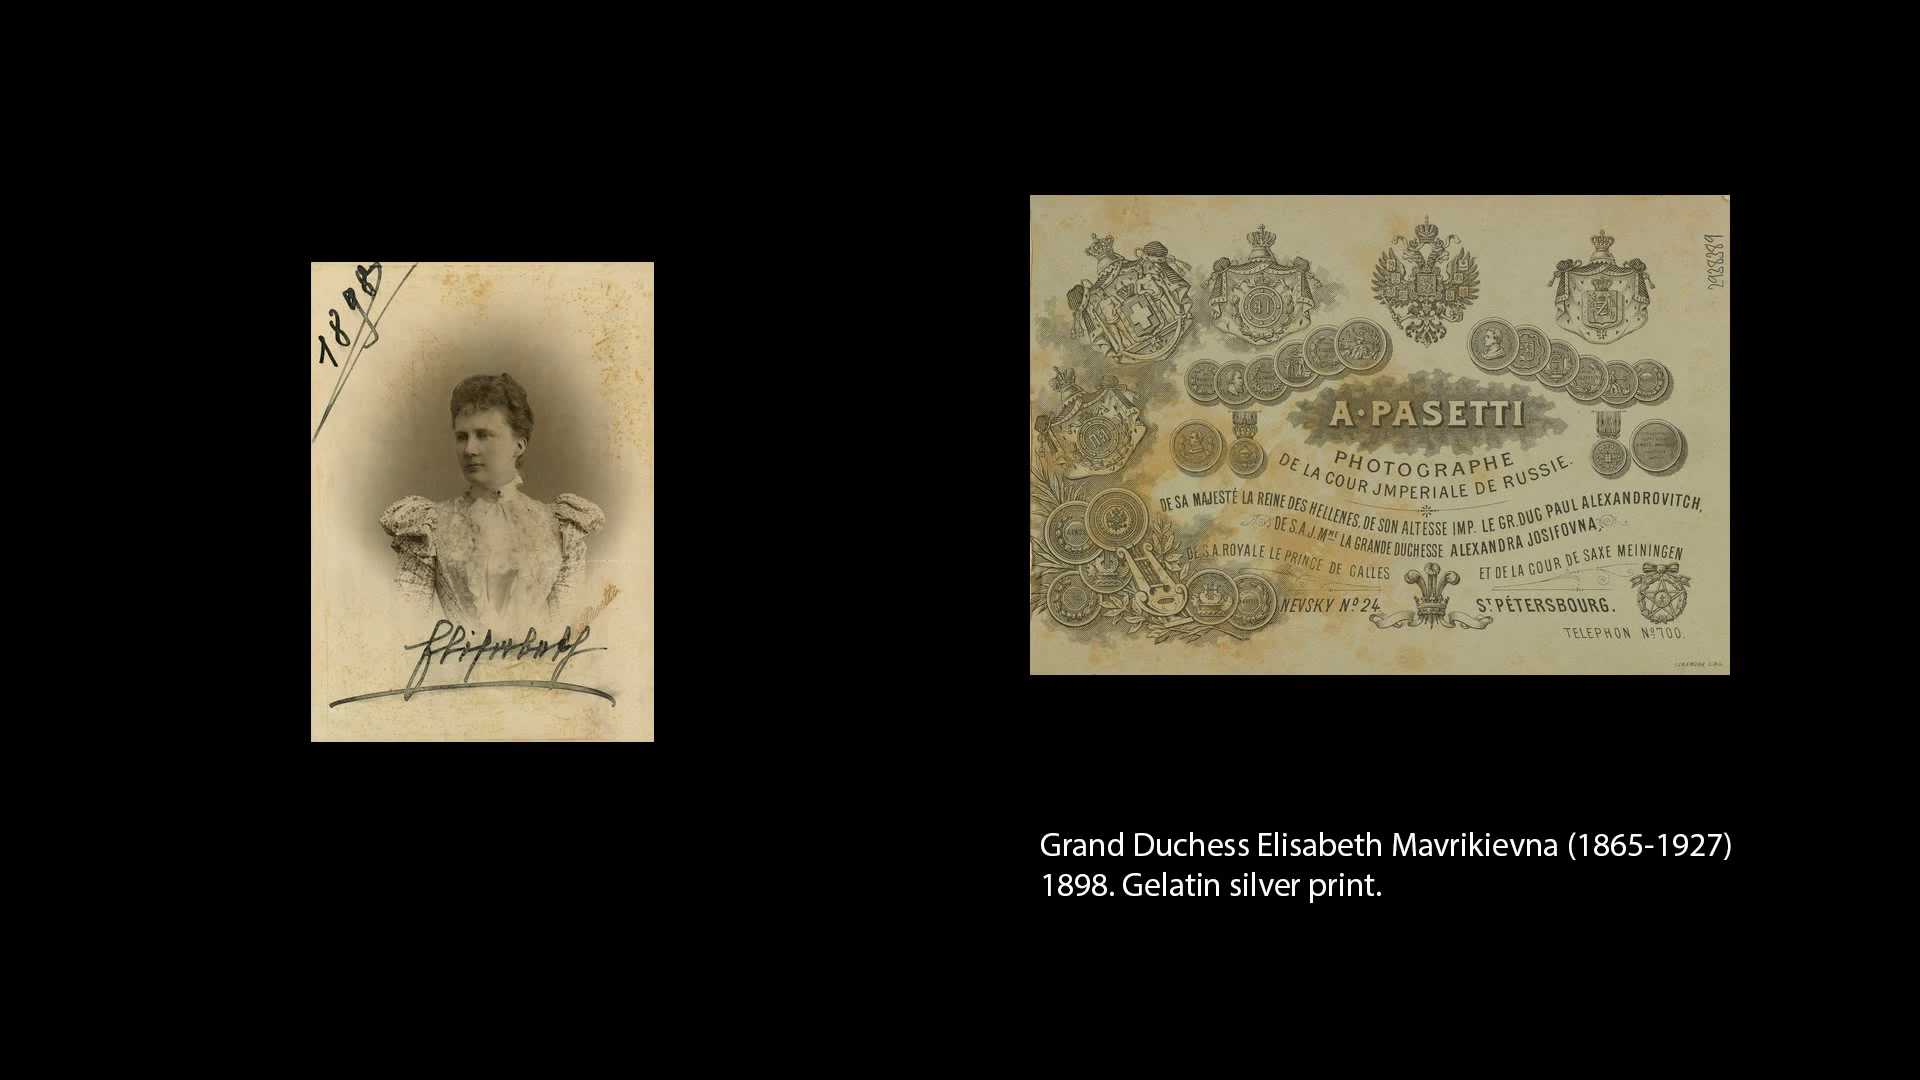 1898
Pasetti
Elisabeth
292889
A·PASETTI
PHOTOGRAPHE
DE LA COUR JMPERIALE DE RUSSIE.
DE SA MAJESTÉ LA REINE DES HELLENES, DE SON ALTESSE IMP. LE GR. DUC PAUL ALEXANDROVITCH,
DE S.A.J. Mme LA GRANDE DUCHESSE ALEXANDRA JOSIFOVNA,
DE S.A. ROYALE LE PRINCE DE GALLES ET DE LA COUR DE SAXE MEININGEN
NEVSKY Nº 24. ST PÉTERSBOURG.
TELEPHON Nº 700.
Grand Duchess Elisabeth Mavrikievna (1865-1927)
1898. Gelatin silver print.